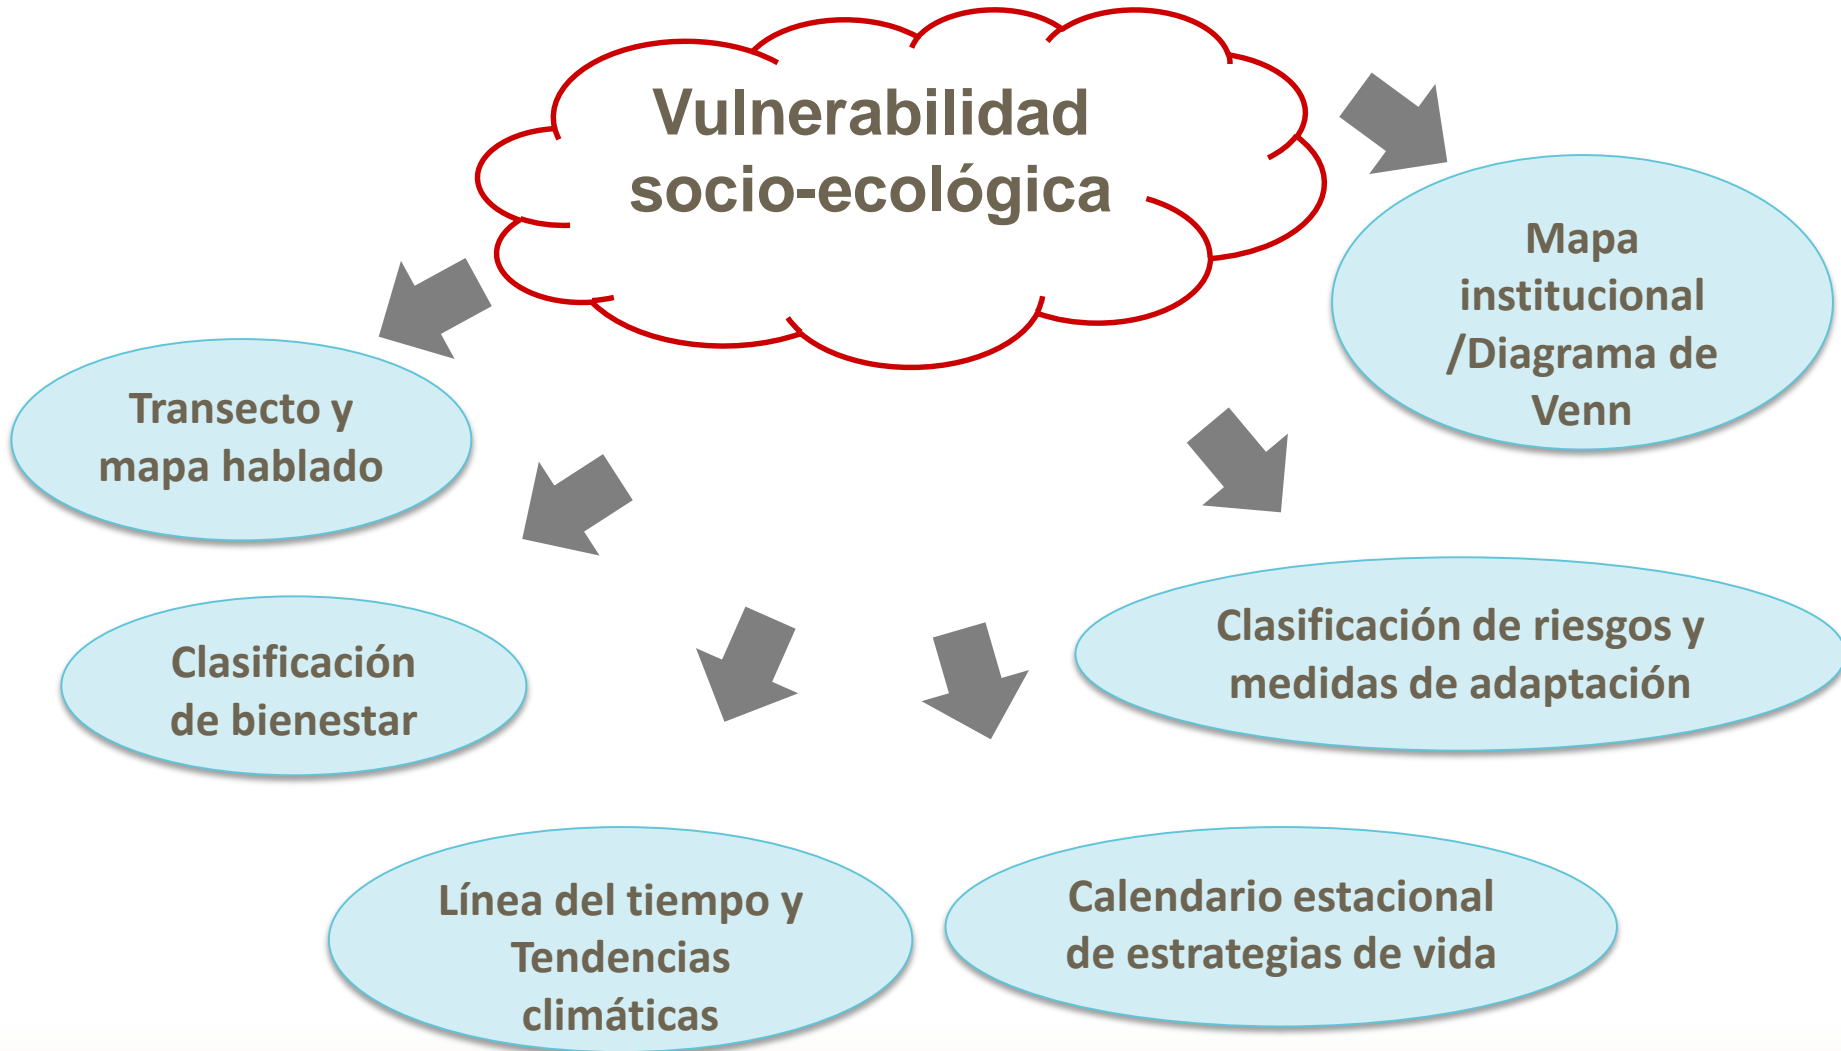 Vulnerabilidad
socio-ecológica
Mapa
institucional
/Diagrama de
Venn
Transecto y
mapa hablado
Clasificación de riesgos y
medidas de adaptación
Clasificación
de bienestar
Línea del tiempo y
Tendencias
climáticas
Calendario estacional
de estrategias de vida